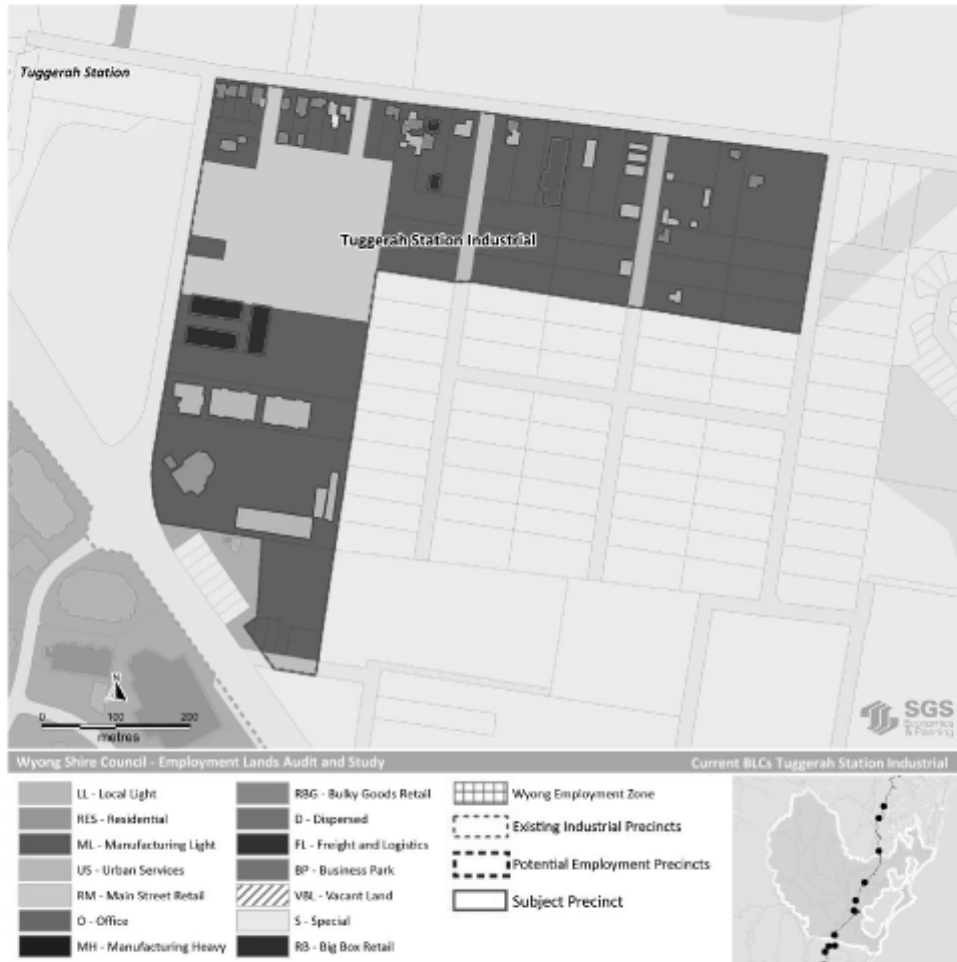 Tuggerah Station
Tuggerah Station Industrial
N
0 100 200
metres
SGS
Economics
& Planning
Wyong Shire Council - Employment Lands Audit and Study
Current BLCs Tuggerah Station Industrial
LL - Local Light
RES - Residential
ML - Manufacturing Light
US - Urban Services
RM - Main Street Retail
O - Office
MH - Manufacturing Heavy
RBG - Bulky Goods Retail
D - Dispersed
FL - Freight and Logistics
BP - Business Park
VBL - Vacant Land
S - Special
RB - Big Box Retail
Wyong Employment Zone
Existing Industrial Precincts
Potential Employment Precincts
Subject Precinct